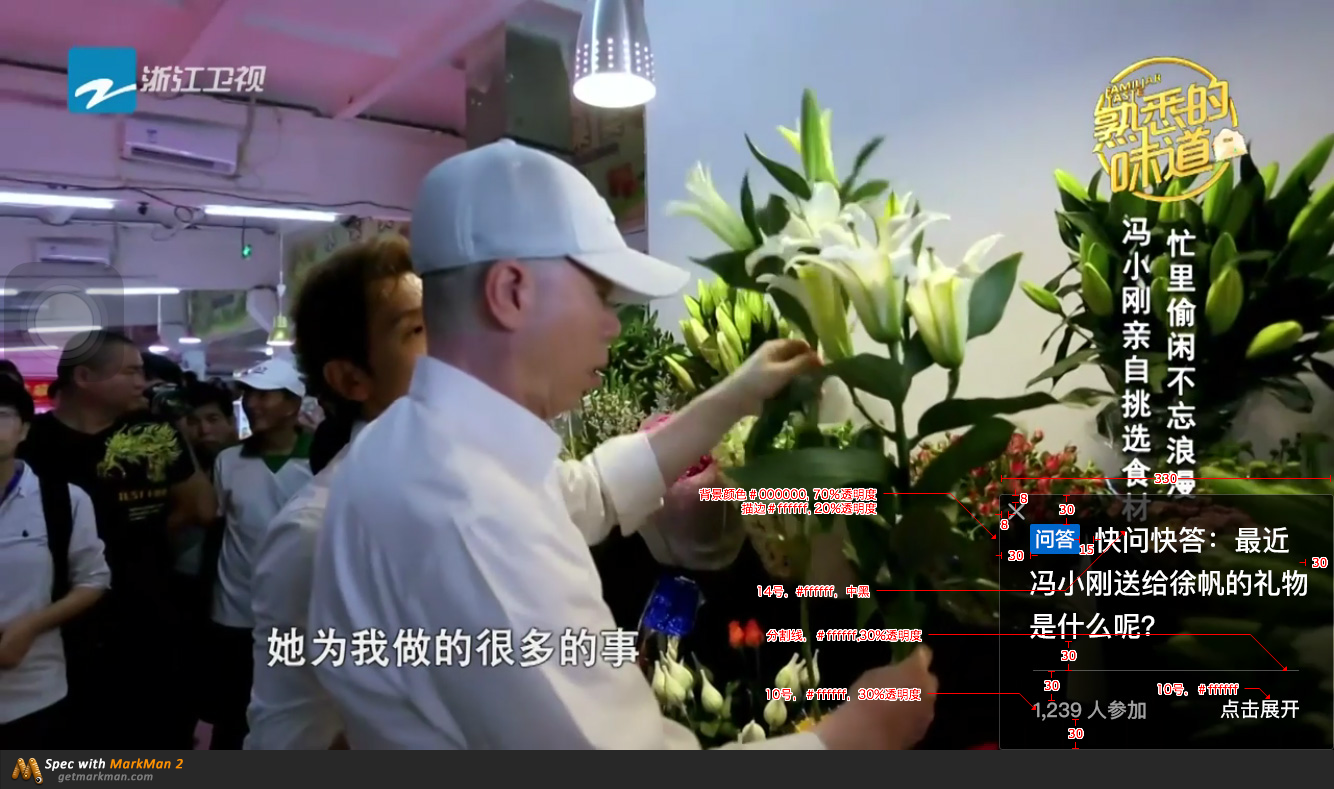 浙江卫视
FAMILIAR
TASTE
熟悉的
味道
忙里偷闲不忘浪漫
冯小刚亲自挑选食材
330
背景颜色#000000, 70%透明度
描边#ffffff, 20%透明度
8
8
30
问答 15 快问快答：最近
30
30
14号，#ffffff，中黑
冯小刚送给徐帆的礼物
是什么呢?
分割线，#ffffff,30%透明度
她为我做的很多的事
30
30
10号，#ffffff，30%透明度
10号，#ffffff
1,239 人参加
点击展开
30
Spec with MarkMan 2
getmarkman.com